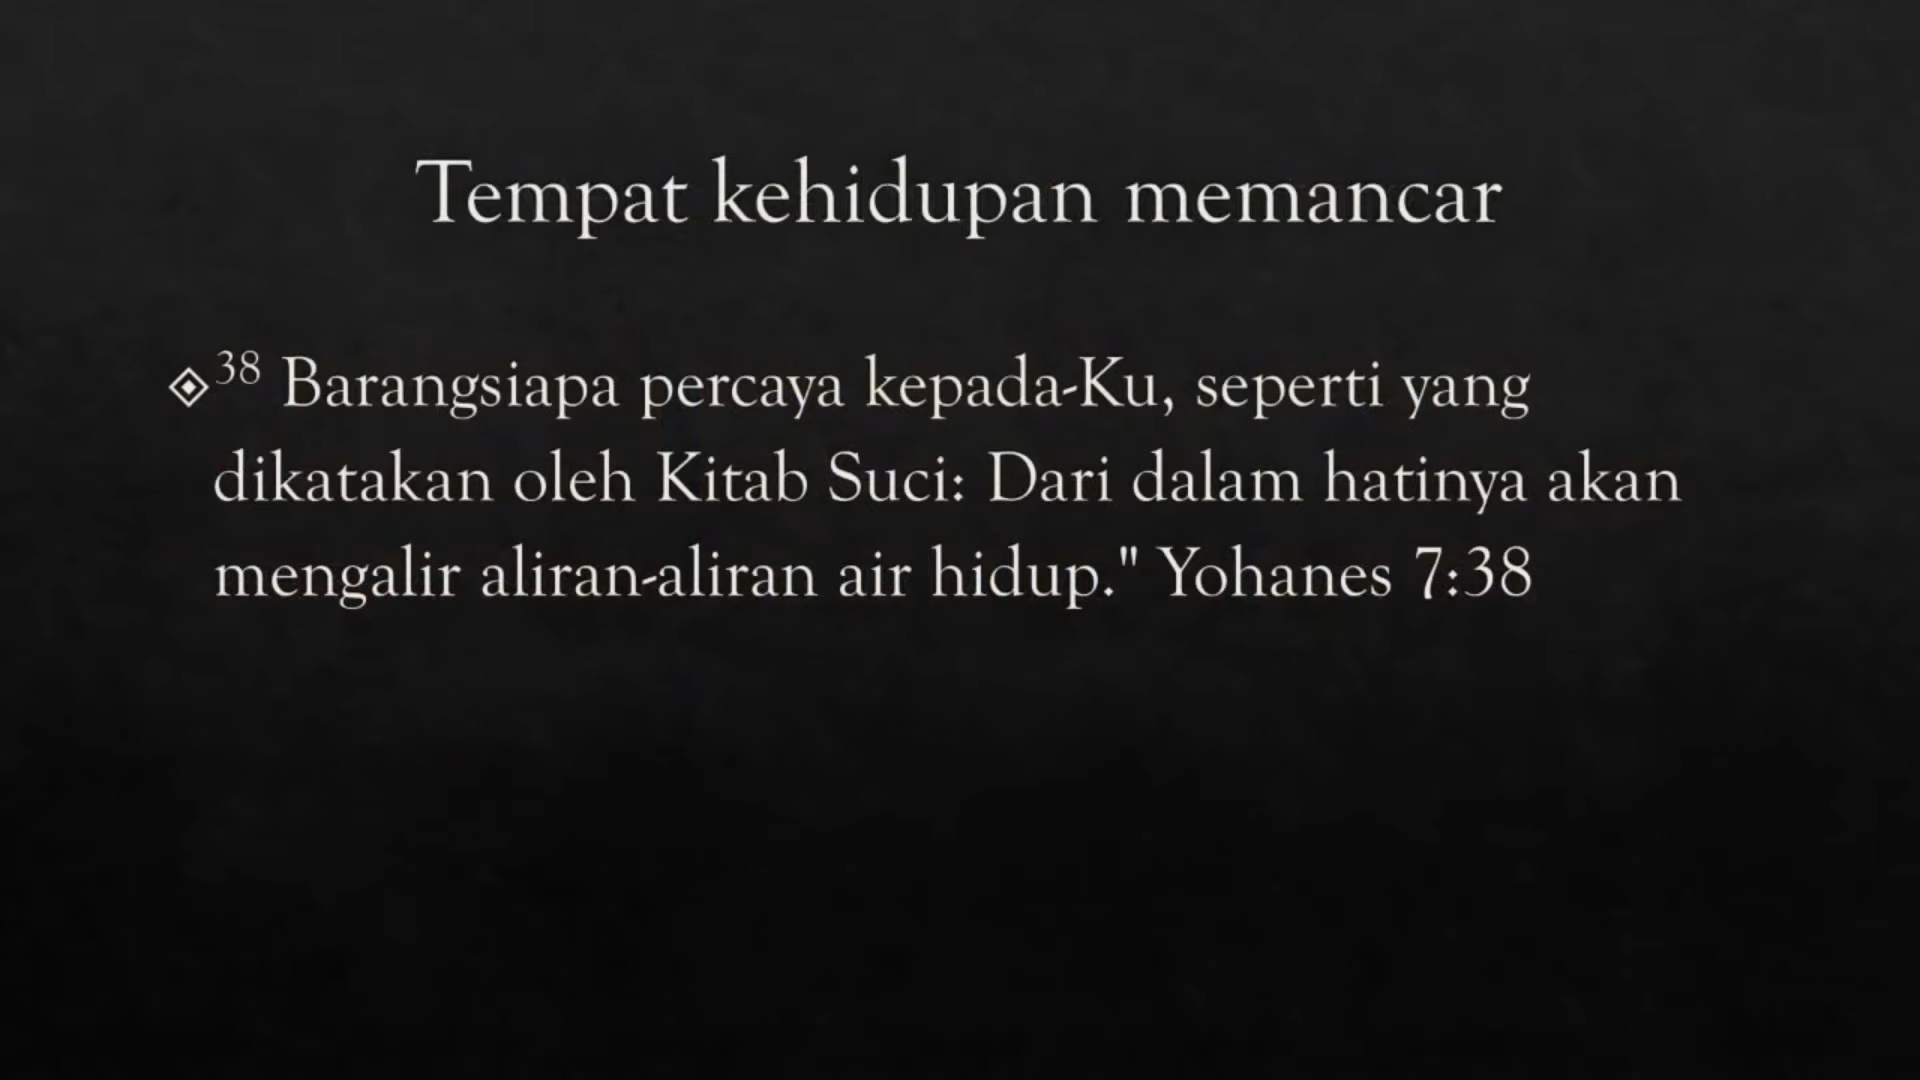 Tempat kehidupan memancar
38 Barangsiapa percaya kepada-Ku, seperti yang
dikatakan oleh Kitab Suci: Dari dalam hatinya akan
mengalir aliran-aliran air hidup." Yohanes 7:38